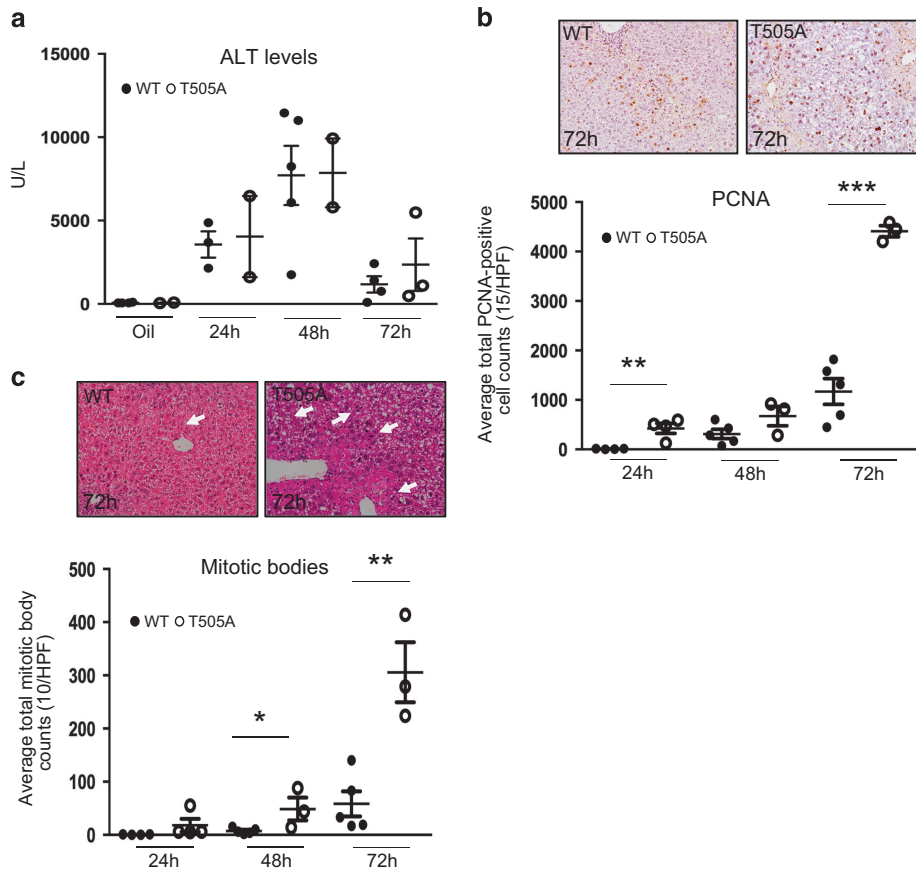 a
ALT levels
WT T505A
U/L
15000
10000
5000
0
Oil
24h
48h
72h
b
WT
72h
T505A
72h
PCNA
WT T505A
Average total PCNA-positive
cell counts (15/HPF)
5000
4000
3000
2000
1000
0
**
***
24h
48h
72h
c
WT
72h
T505A
72h
Mitotic bodies
WT T505A
Average total mitotic body
counts (10/HPF)
500
400
300
200
100
0
*
**
24h
48h
72h